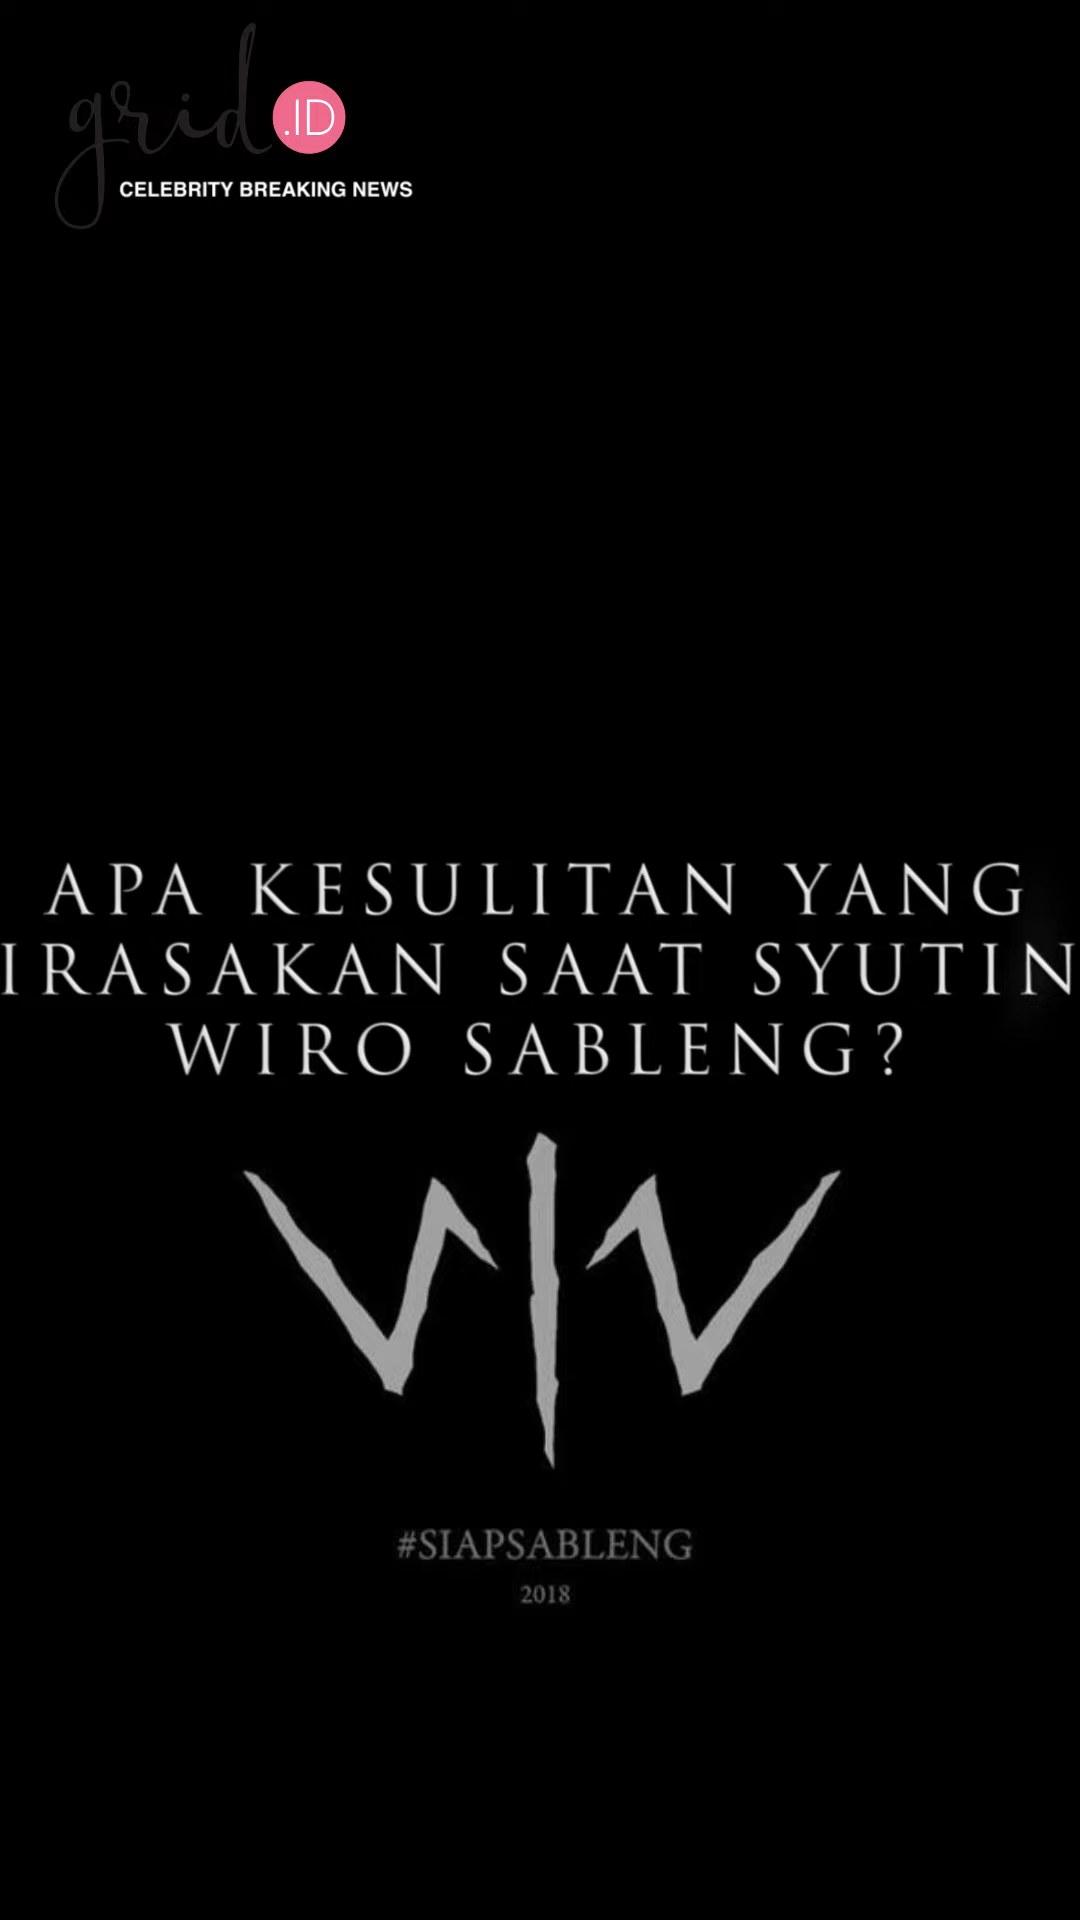 grid.ID
CELEBRITY BREAKING NEWS
APA KESULITAN YANG
IRASAKAN SAAT SYUTIN
WIRO SABLENG?
#SIAPSABLENG
2018